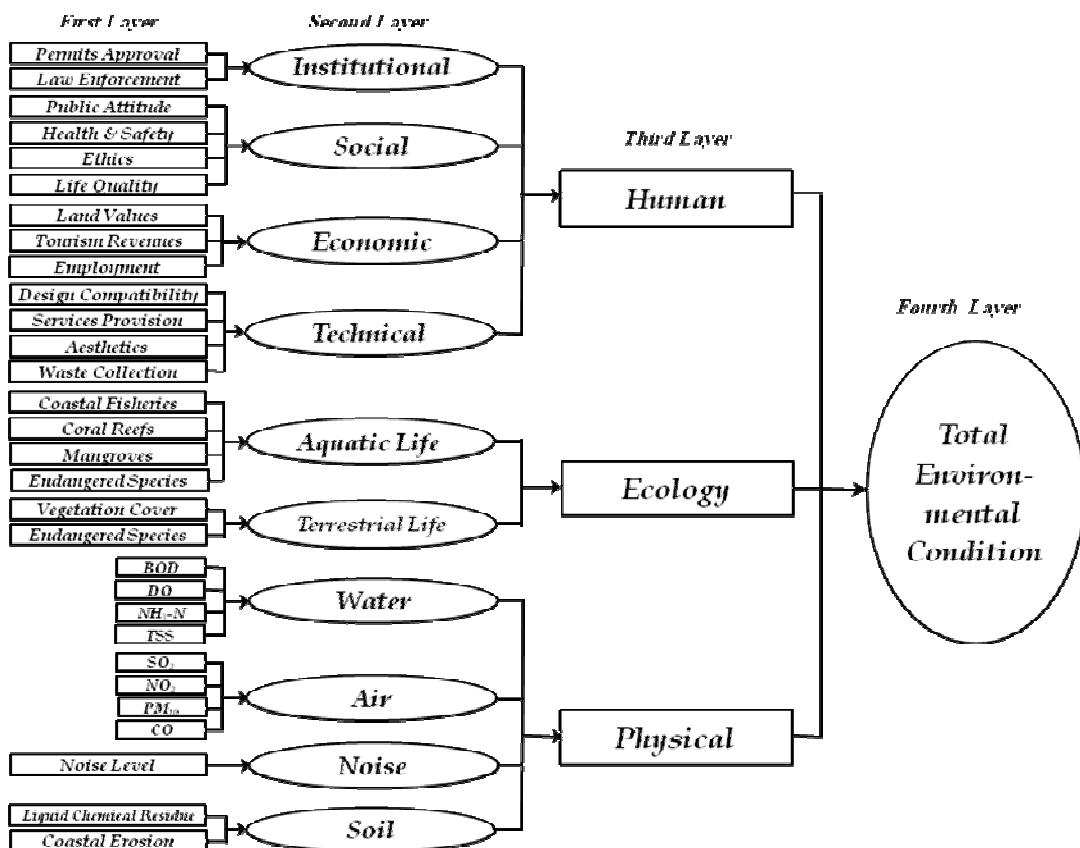 First Layer
Second Layer
Permits Approval
Law Enforcement
Institutional
Public Attitude
Health & Safety
Ethics
Life Quality
Social
Third Layer
Human
Land Values
Tourism Revenues
Employment
Economic
Design Compatibility
Services Provision
Aesthetics
Waste Collection
Technical
Fourth Layer
Coastal Fisheries
Coral Reefs
Mangroves
Endangered Species
Aquatic Life
Ecology
Total
Environ-
mental
Condition
Vegetation Cover
Endangered Species
Terrestrial Life
BOD
DO
NH₃-N
TSS
Water
SO₂
NO₂
PM₁₀
CO
Air
Physical
Noise Level
Noise
Liquid Chemical Residue
Coastal Erosion
Soil